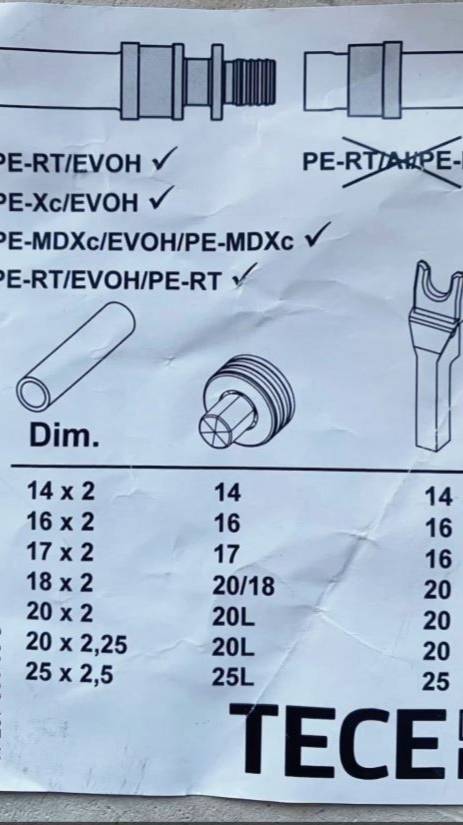 PE-RT/EVOH ✓
PE-RT/Al/PE-
PE-Xc/EVOH ✓
PE-MDXc/EVOH/PE-MDXc ✓
PE-RT/EVOH/PE-RT ✓
Dim.
14 x 2 14 14
16 x 2 16 16
17 x 2 17 16
18 x 2 20/18 20
20 x 2 20L 20
20 x 2,25 20L 20
25 x 2,5 25L 25
TECE